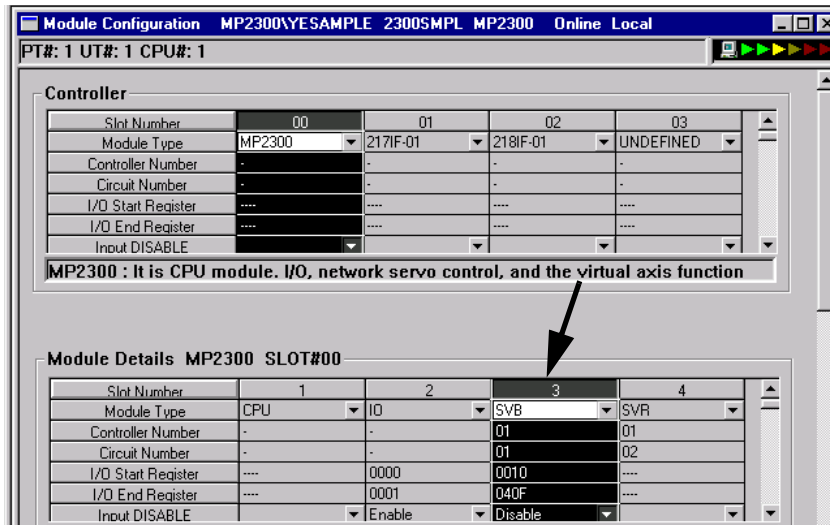 Module Configuration MP2300\YESAMPLE 2300SMPL MP2300 Online Local
PT#: 1 UT#: 1 CPU#: 1
Controller
Slot Number 00 01 02 03
Module Type MP2300 217IF-01 218IF-01 UNDEFINED
Controller Number - - - -
Circuit Number - - - -
I/O Start Register ---- ---- ---- ----
I/O End Register ---- ---- ---- ----
Input DISABLE
MP2300 : It is CPU module. I/O, network servo control, and the virtual axis function
Module Details MP2300 SLOT#00
Slot Number 1 2 3 4
Module Type CPU IO SVB SVR
Controller Number - - 01 01
Circuit Number - - 01 02
I/O Start Register ---- 0000 0010 ----
I/O End Register ---- 0001 040F ----
Input DISABLE Enable Disable